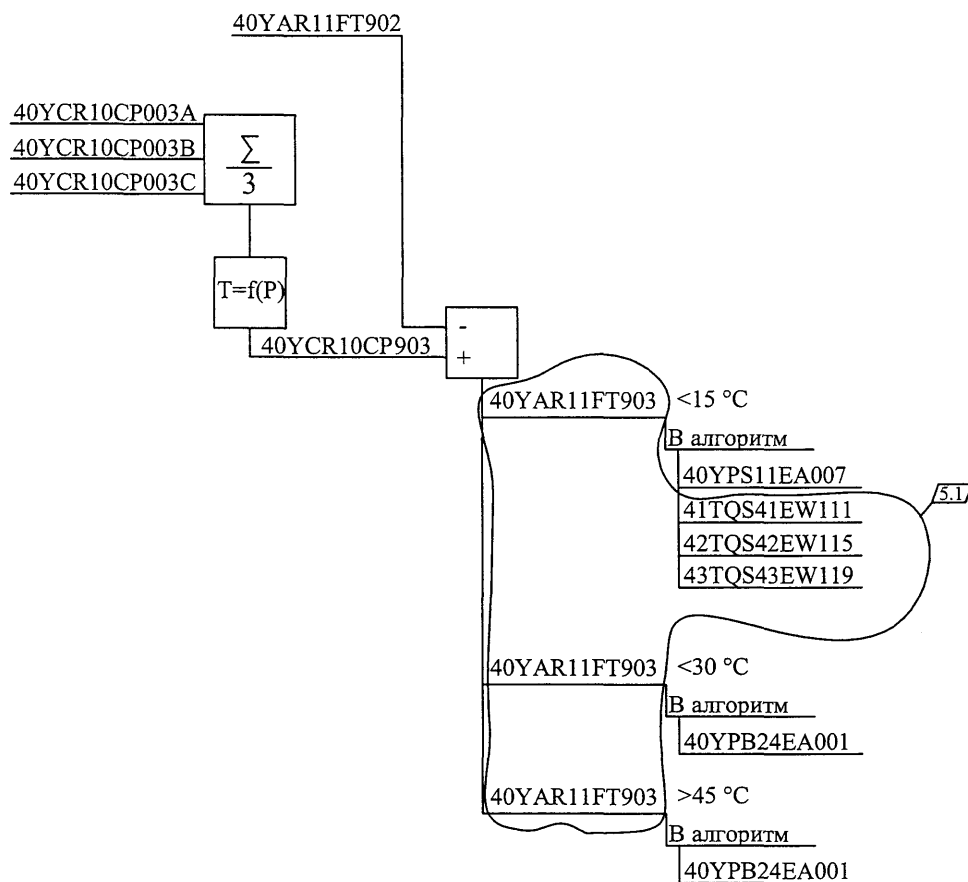 40YAR11FT902
40YCR10CP003A
40YCR10CP003B
40YCR10CP003C
∑
3
T=f(P)
-
40YCR10CP903
+
40YAR11FT903 <15 °C
В алгоритм
40YPS11EA007
5.1
41TQS41EW111
42TQS42EW115
43TQS43EW119
40YAR11FT903 <30 °C
В алгоритм
40YPB24EA001
40YAR11FT903 >45 °C
В алгоритм
40YPB24EA001